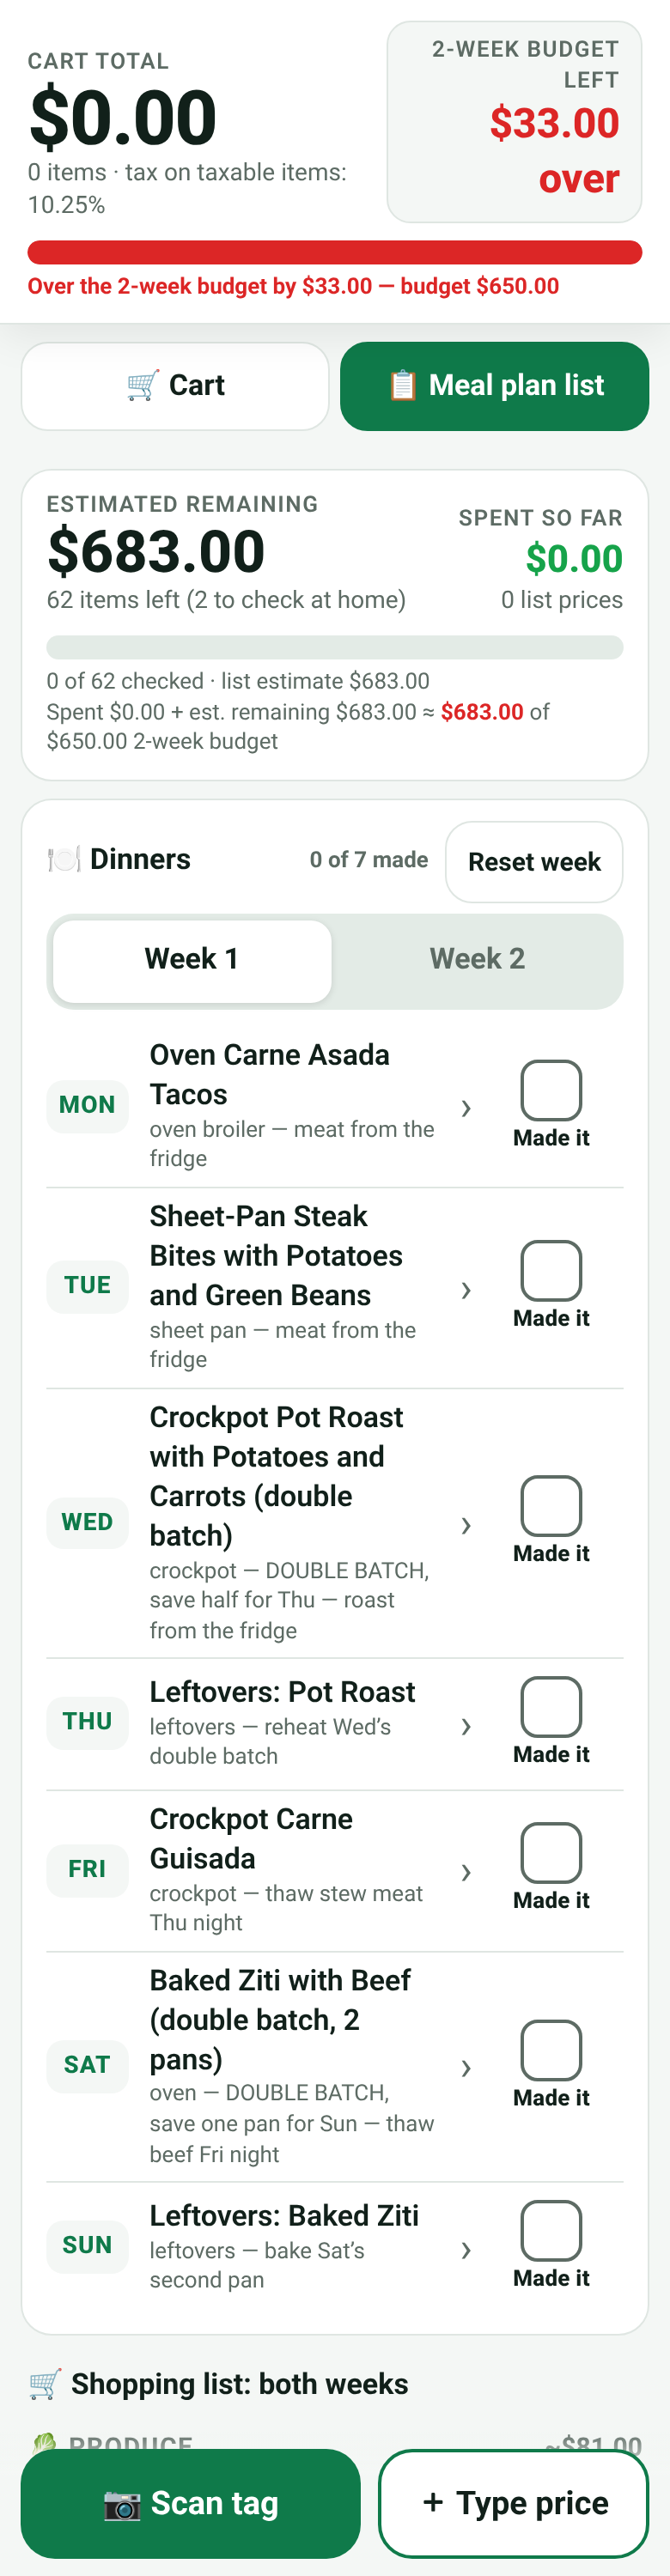 CART TOTAL
$0.00
0 items · tax on taxable items:
10.25%
2-WEEK BUDGET
LEFT
$33.00
over
Over the 2-week budget by $33.00 — budget $650.00
🛒 Cart
📋 Meal plan list
ESTIMATED REMAINING
$683.00
62 items left (2 to check at home)
SPENT SO FAR
$0.00
0 list prices
0 of 62 checked · list estimate $683.00
Spent $0.00 + est. remaining $683.00 ≈ $683.00 of
$650.00 2-week budget
🍽️ Dinners
0 of 7 made
Reset week
Week 1
Week 2
MON
Oven Carne Asada
Tacos
oven broiler — meat from the
fridge
›
Made it
TUE
Sheet-Pan Steak
Bites with Potatoes
and Green Beans
sheet pan — meat from the
fridge
›
Made it
WED
Crockpot Pot Roast
with Potatoes and
Carrots (double
batch)
crockpot — DOUBLE BATCH,
save half for Thu — roast
from the fridge
›
Made it
THU
Leftovers: Pot Roast
leftovers — reheat Wed's
double batch
›
Made it
FRI
Crockpot Carne
Guisada
crockpot — thaw stew meat
Thu night
›
Made it
SAT
Baked Ziti with Beef
(double batch, 2
pans)
oven — DOUBLE BATCH,
save one pan for Sun — thaw
beef Fri night
›
Made it
SUN
Leftovers: Baked Ziti
leftovers — bake Sat's
second pan
›
Made it
🛒 Shopping list: both weeks
🥬 PRODUCE
~$81.00
📷 Scan tag
+ Type price